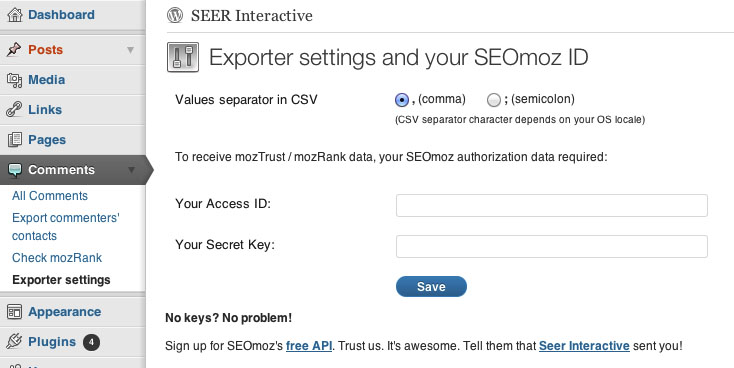 Dashboard
Posts
Media
Links
Pages
Comments
All Comments
Export commenters'
contacts
Check mozRank
Exporter settings
Appearance
Plugins 4
SEER Interactive
Exporter settings and your SEOmoz ID
Values separator in CSV , (comma) ; (semicolon)
(CSV separator character depends on your OS locale)
To receive mozTrust / mozRank data, your SEOmoz authorization data required:
Your Access ID:
Your Secret Key:
Save
No keys? No problem!
Sign up for SEOmoz's free API. Trust us. It's awesome. Tell them that Seer Interactive sent you!